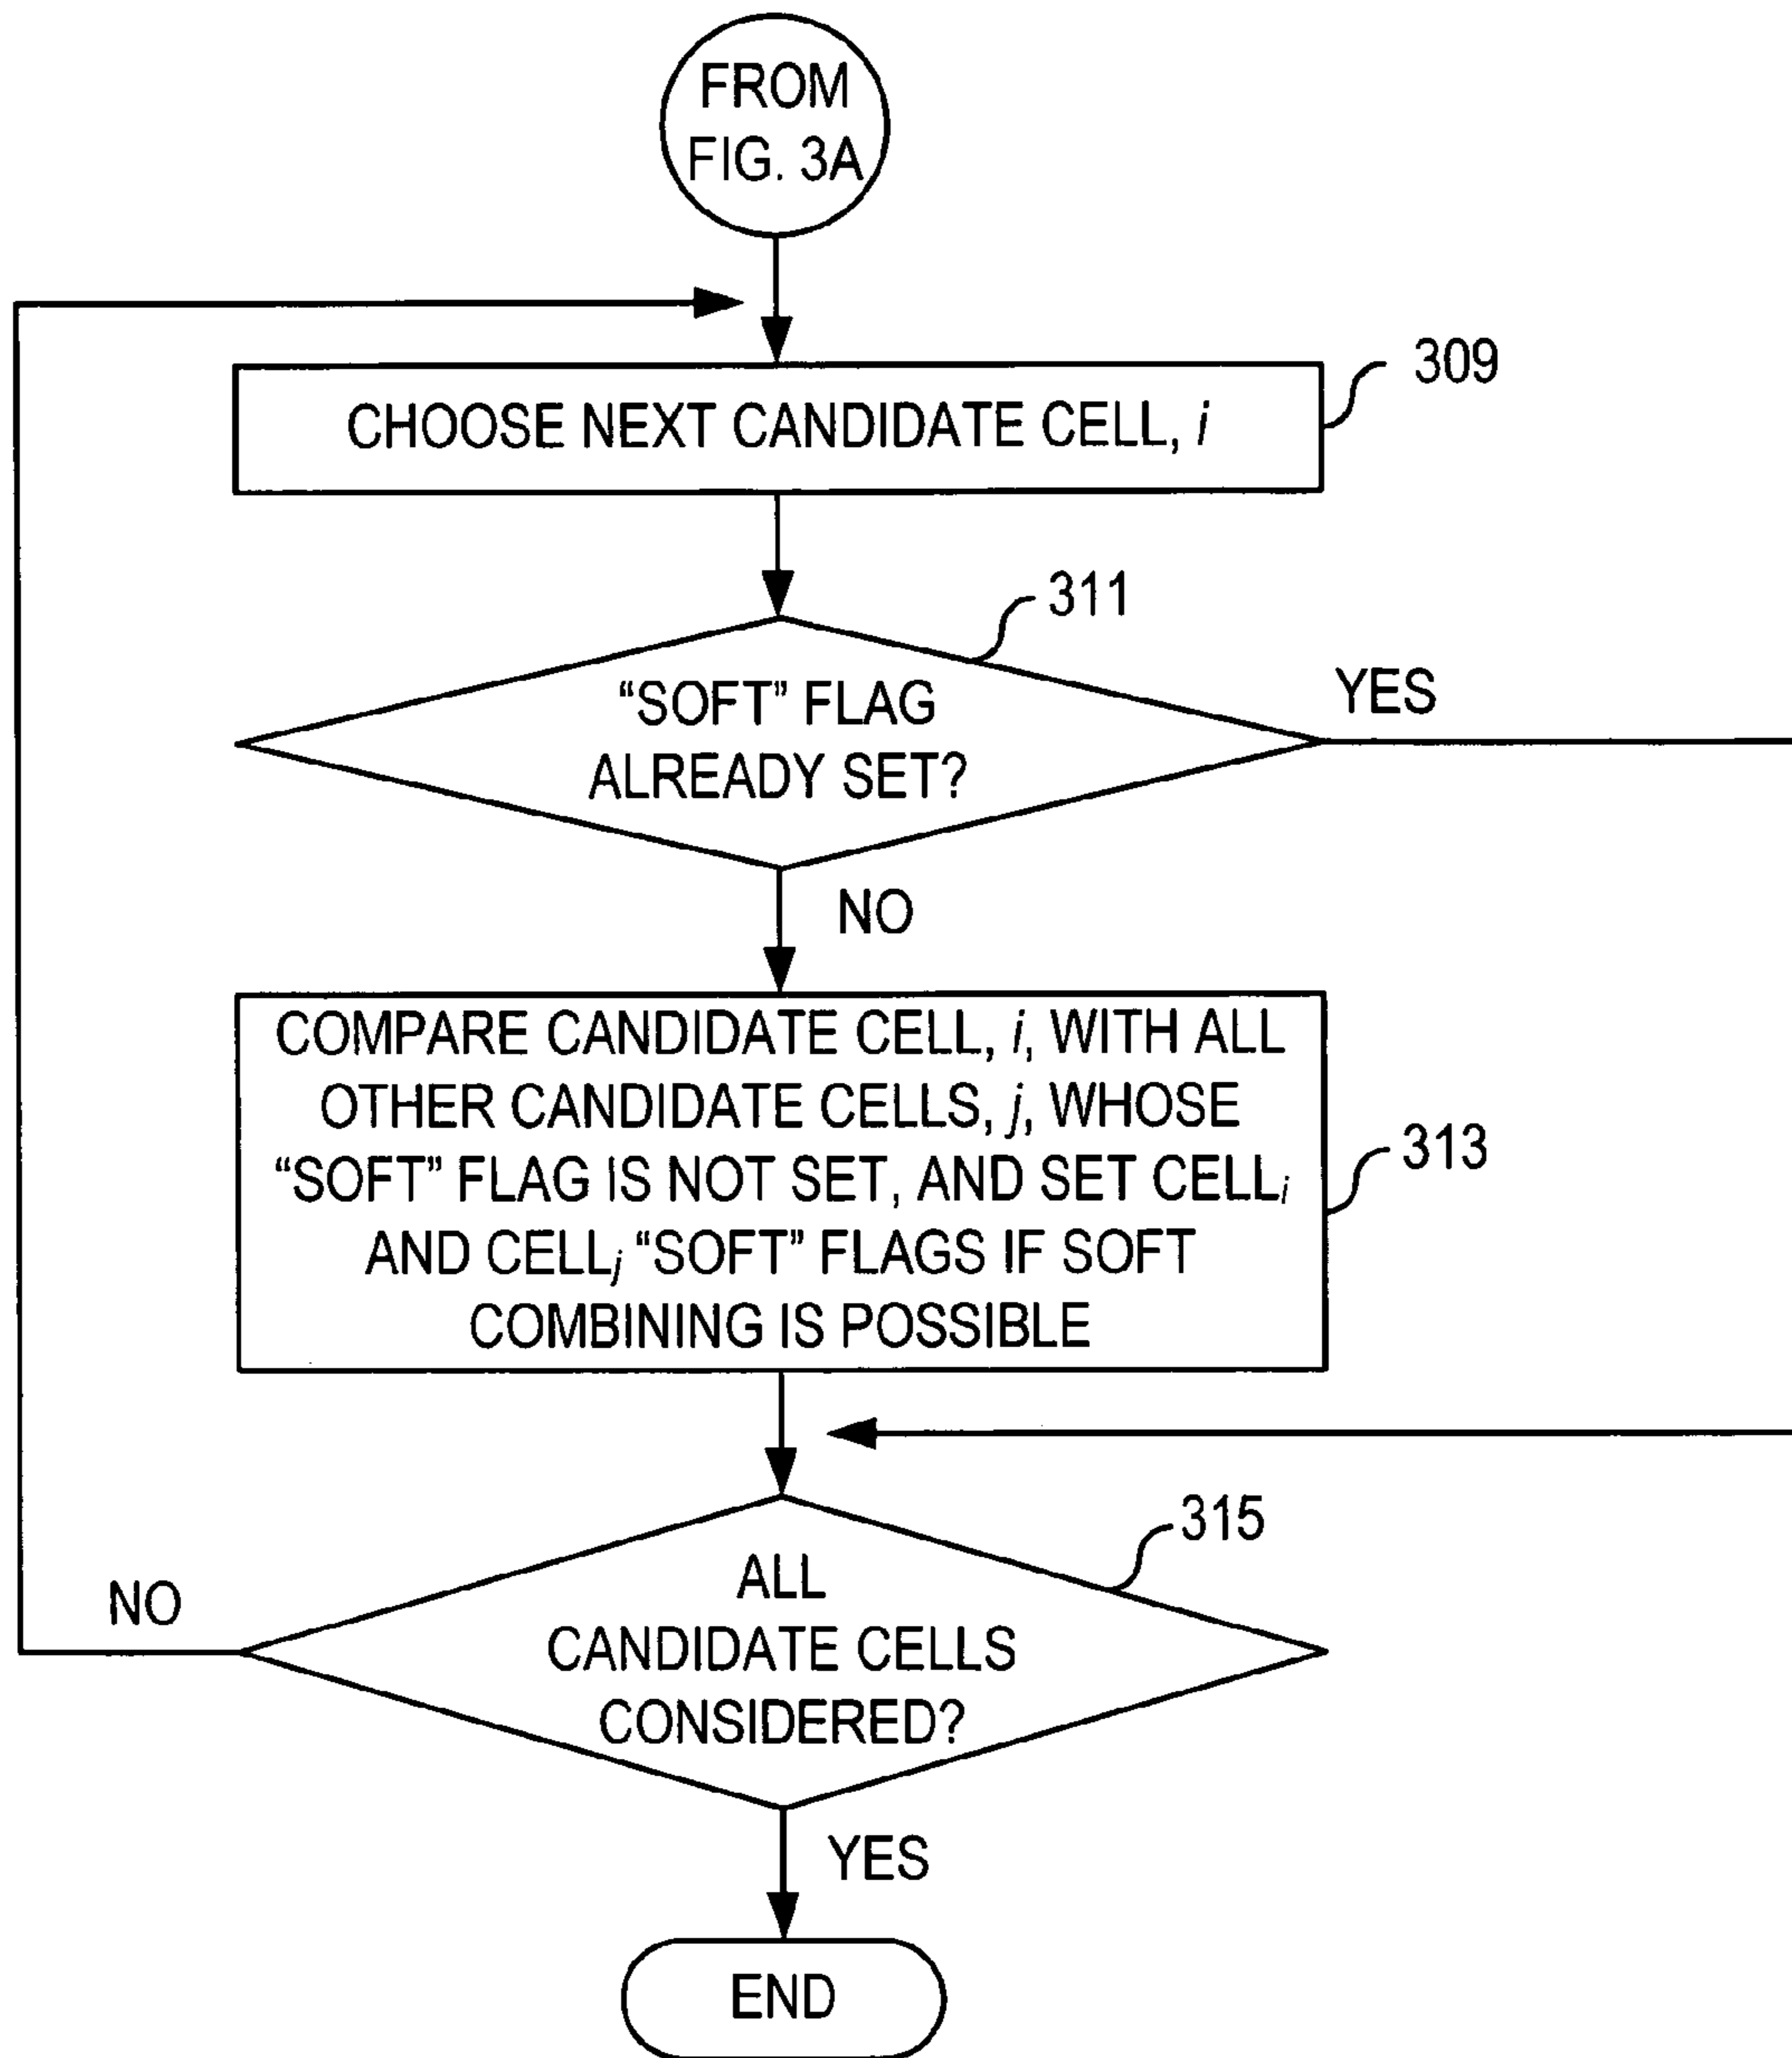 FROM
FIG. 3A
CHOOSE NEXT CANDIDATE CELL, i
309
311
“SOFT” FLAG
ALREADY SET?
YES
NO
COMPARE CANDIDATE CELL, i, WITH ALL
OTHER CANDIDATE CELLS, j, WHOSE
“SOFT” FLAG IS NOT SET, AND SET CELLi
AND CELLj “SOFT” FLAGS IF SOFT
COMBINING IS POSSIBLE
313
315
ALL
CANDIDATE CELLS
CONSIDERED?
NO
YES
END